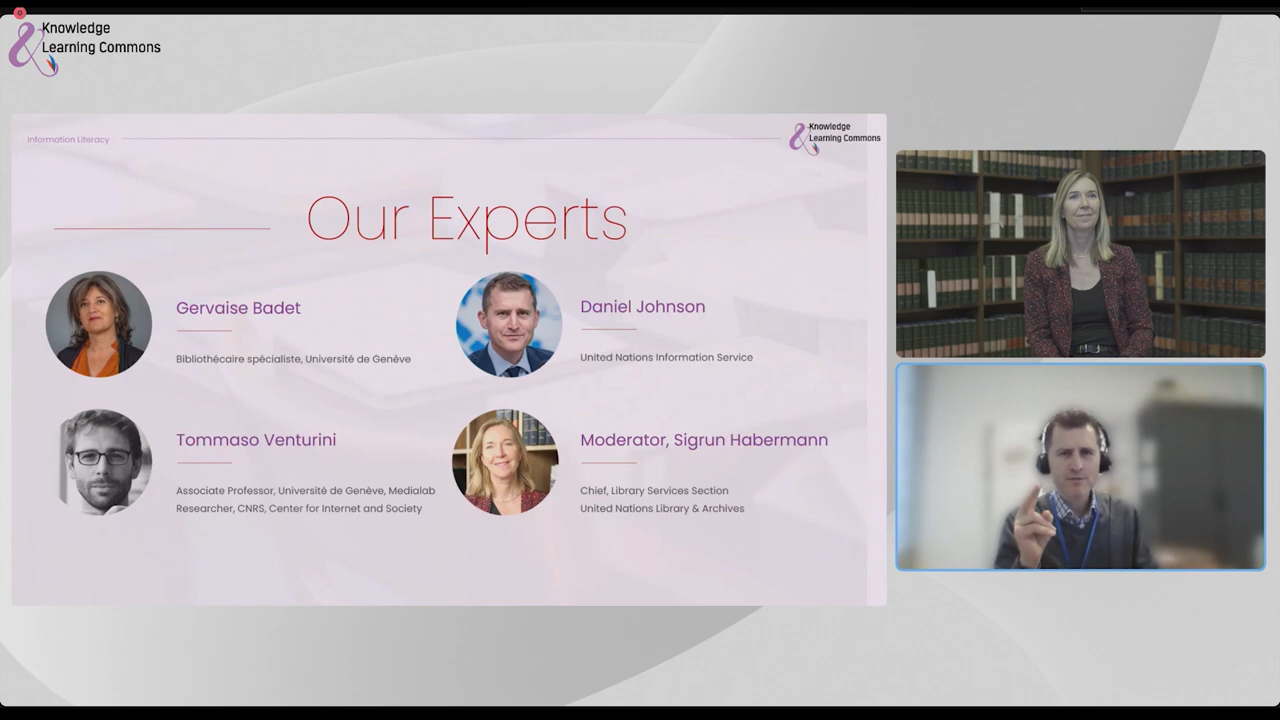 Knowledge
Learning Commons
Information Literacy
Knowledge
Learning Commons
Our Experts
Gervaise Badet
Bibliothécaire spécialiste, Université de Genève
Daniel Johnson
United Nations Information Service
Tommaso Venturini
Associate Professor, Université de Genève, Medialab
Researcher, CNRS, Center for Internet and Society
Moderator, Sigrun Habermann
Chief, Library Services Section
United Nations Library & Archives